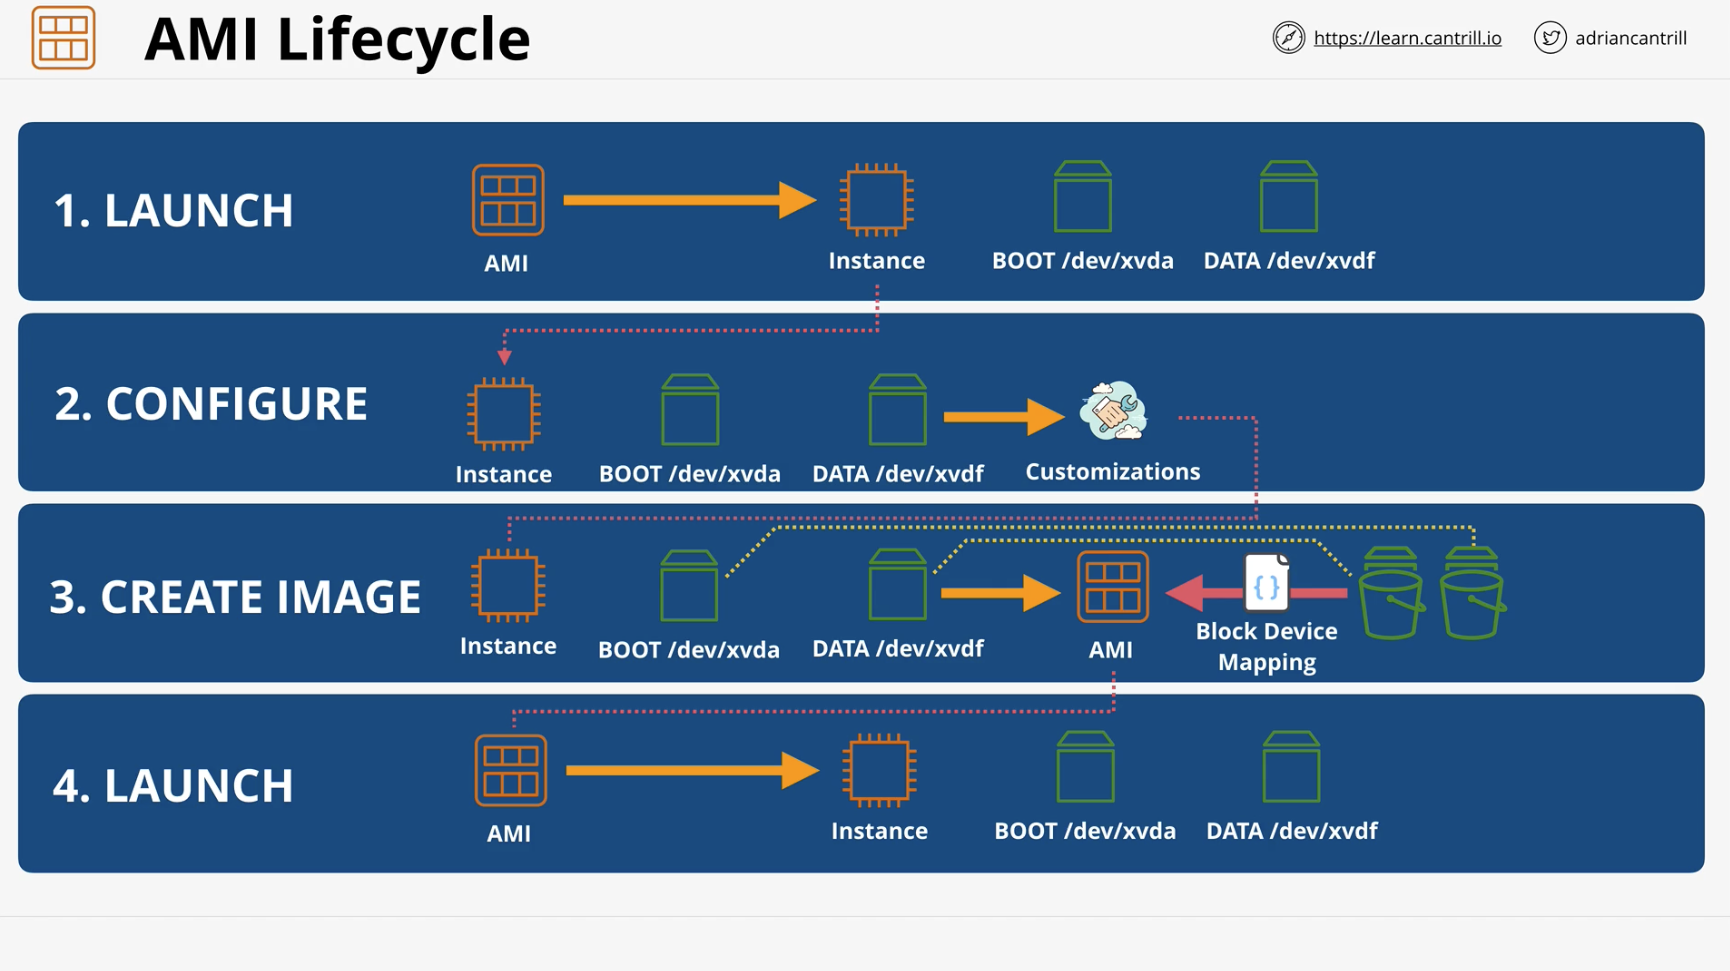 AMI Lifecycle
https://learn.cantrill.io
adriancantrill
1. LAUNCH
AMI
Instance
BOOT /dev/xvda
DATA /dev/xvdf
2. CONFIGURE
Instance
BOOT /dev/xvda
DATA /dev/xvdf
Customizations
3. CREATE IMAGE
Instance
BOOT /dev/xvda
DATA /dev/xvdf
AMI
{ }
Block Device
Mapping
4. LAUNCH
AMI
Instance
BOOT /dev/xvda
DATA /dev/xvdf